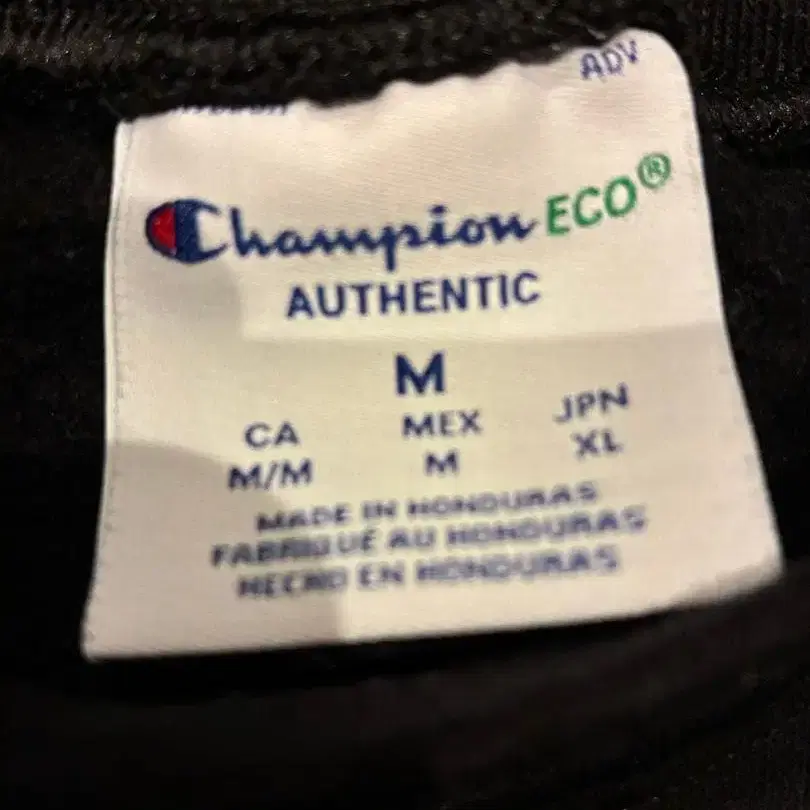 ADV
Champion ECO®
AUTHENTIC
M
CA MEX JPN
M/M M XL
MADE IN HONDURAS
FABRIQUÉ AU HONDURAS
HECHO EN HONDURAS